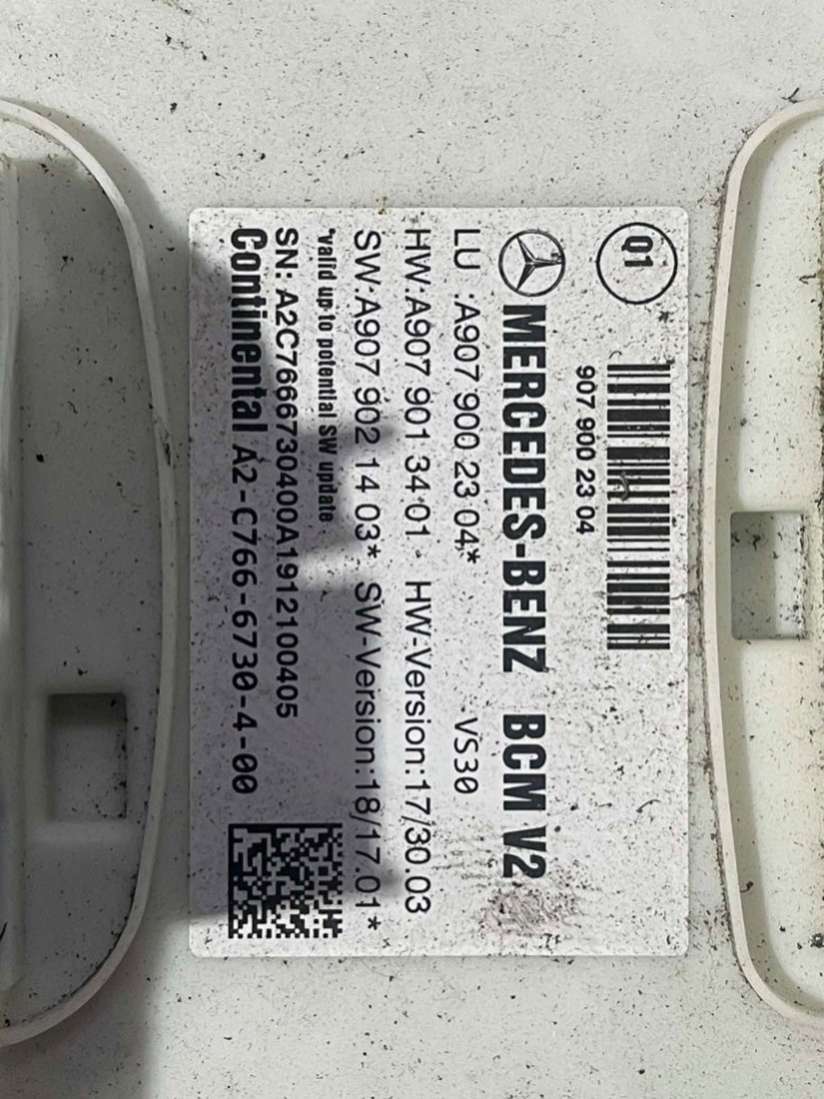 Q1
*
907 900 23 04
MERCEDES-BENZ BCM V2
LU :A907 900 23 04.* VS30
HW:A907 901 34 01 HW-Version:17/30.03
SW:A907 902 14 03* SW-Version:18/17.01*
*valid up to potential SW update
SN: A2C7666730400A1912100405
Continental A2-C766-6730-4-00